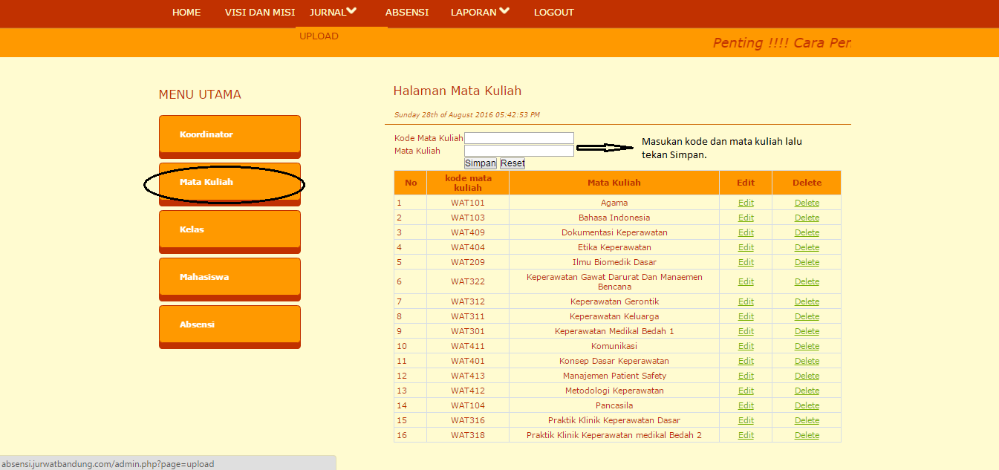 HOME VISI DAN MISI JURNAL ABSENSI LAPORAN LOGOUT
UPLOAD
Penting !!!! Cara Per
MENU UTAMA
Koordinator
Mata Kuliah
Kelas
Mahasiswa
Absensi
Halaman Mata Kuliah
Sunday 28th of August 2016 05:42:53 PM
Kode Mata Kuliah
Mata Kuliah
Simpan Reset
Masukan kode dan mata kuliah lalu
tekan Simpan.
No kode mata kuliah Mata Kuliah Edit Delete
1 WAT101 Agama Edit Delete
2 WAT103 Bahasa Indonesia Edit Delete
3 WAT409 Dokumentasi Keperawatan Edit Delete
4 WAT404 Etika Keperawatan Edit Delete
5 WAT209 Ilmu Biomedik Dasar Edit Delete
6 WAT322 Keperawatan Gawat Darurat Dan Manaemen Bencana Edit Delete
7 WAT312 Keperawatan Gerontik Edit Delete
8 WAT311 Keperawatan Keluarga Edit Delete
9 WAT301 Keperawatan Medikal Bedah 1 Edit Delete
10 WAT411 Komunikasi Edit Delete
11 WAT401 Konsep Dasar Keperawatan Edit Delete
12 WAT413 Manajemen Patient Safety Edit Delete
13 WAT412 Metodologi Keperawatan Edit Delete
14 WAT104 Pancasila Edit Delete
15 WAT316 Praktik Klinik Keperawatan Dasar Edit Delete
16 WAT318 Praktik Klinik Keperawatan medikal Bedah 2 Edit Delete
absensi.jurwatbandung.com/admin.php?page=upload